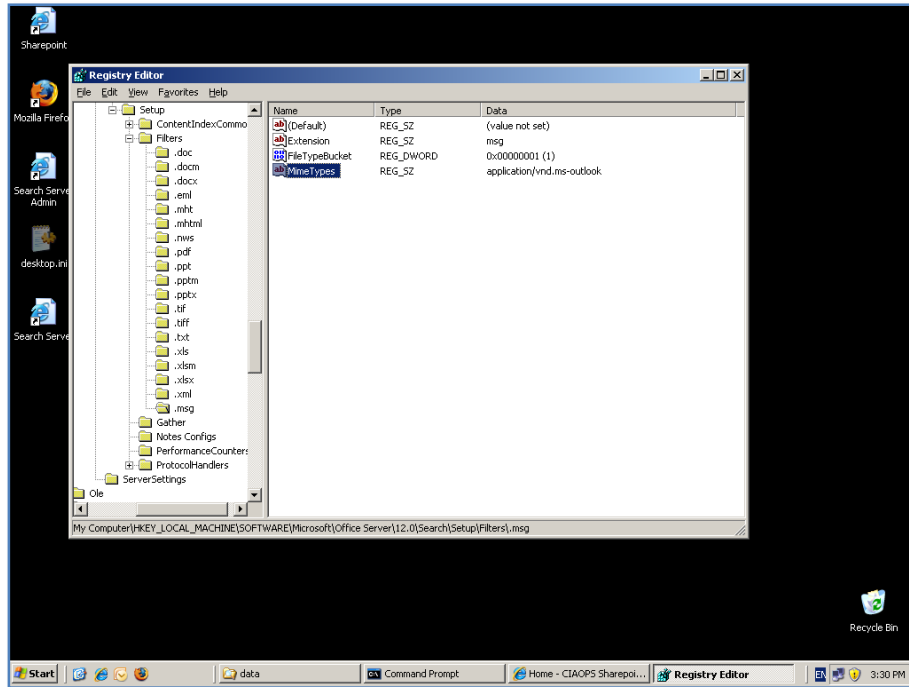 Sharepoint
Registry Editor
File Edit View Favorites Help
Mozilla Firefo
Search Serve
Admin
desktop.ini
Search Serve
Setup
ContentIndexCommo
Filters
.doc
.docm
.docx
.eml
.mht
.mhtml
.nws
.pdf
.ppt
.pptm
.pptx
.tif
.tiff
.txt
.xls
.xlsm
.xlsx
.xml
.msg
Gather
Notes Configs
PerformanceCounters
ProtocolHandlers
ServerSettings
Ole
Name Type Data
(Default) REG_SZ (value not set)
Extension REG_SZ msg
FileTypeBucket REG_DWORD 0x00000001 (1)
MimeTypes REG_SZ application/vnd.ms-outlook
My Computer\HKEY_LOCAL_MACHINE\SOFTWARE\Microsoft\Office Server\12.0\Search\Setup\Filters\.msg
Recycle Bin
Start data Command Prompt Home - CIAOPS Sharepoi... Registry Editor EN 3:30 PM